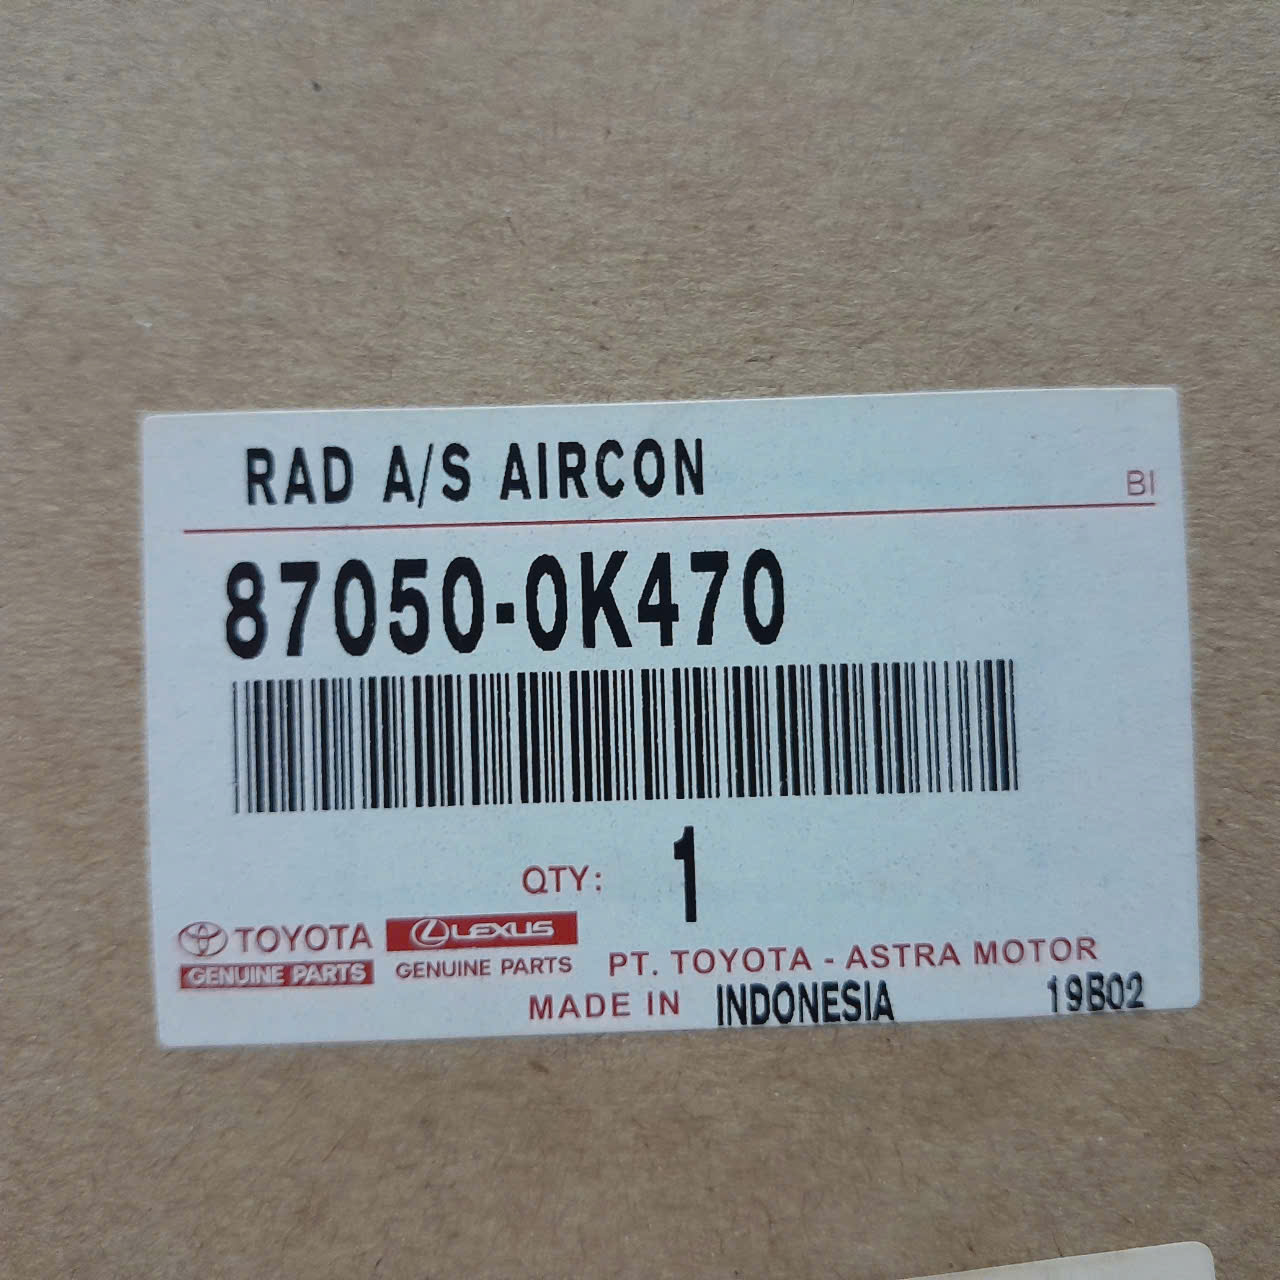 RAD A/S AIRCON
BI
87050-0K470
QTY: 1
TOYOTA
GENUINE PARTS
LEXUS
GENUINE PARTS
PT. TOYOTA - ASTRA MOTOR
MADE IN INDONESIA
19B02